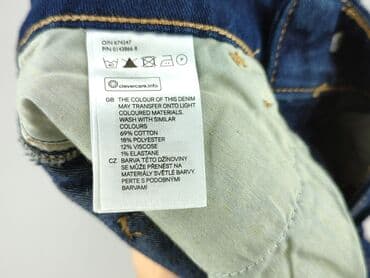 O/N 674247
P/N 0143866 8
clevercare.info
GB THE COLOUR OF THIS DENIM
MAY TRANSFER ONTO LIGHT
COLOURED MATERIALS.
WASH WITH SIMILAR
COLOURS
69% COTTON
18% POLYESTER
12% VISCOSE
1% ELASTANE
CZ BARVA TÉTO DŽÍNOVINY
SE MŮŽE PŘENÉST NA
MATERIÁLY SVĚTLÉ BARVY.
PERTE S PODOBNÝMI
BARVAMI